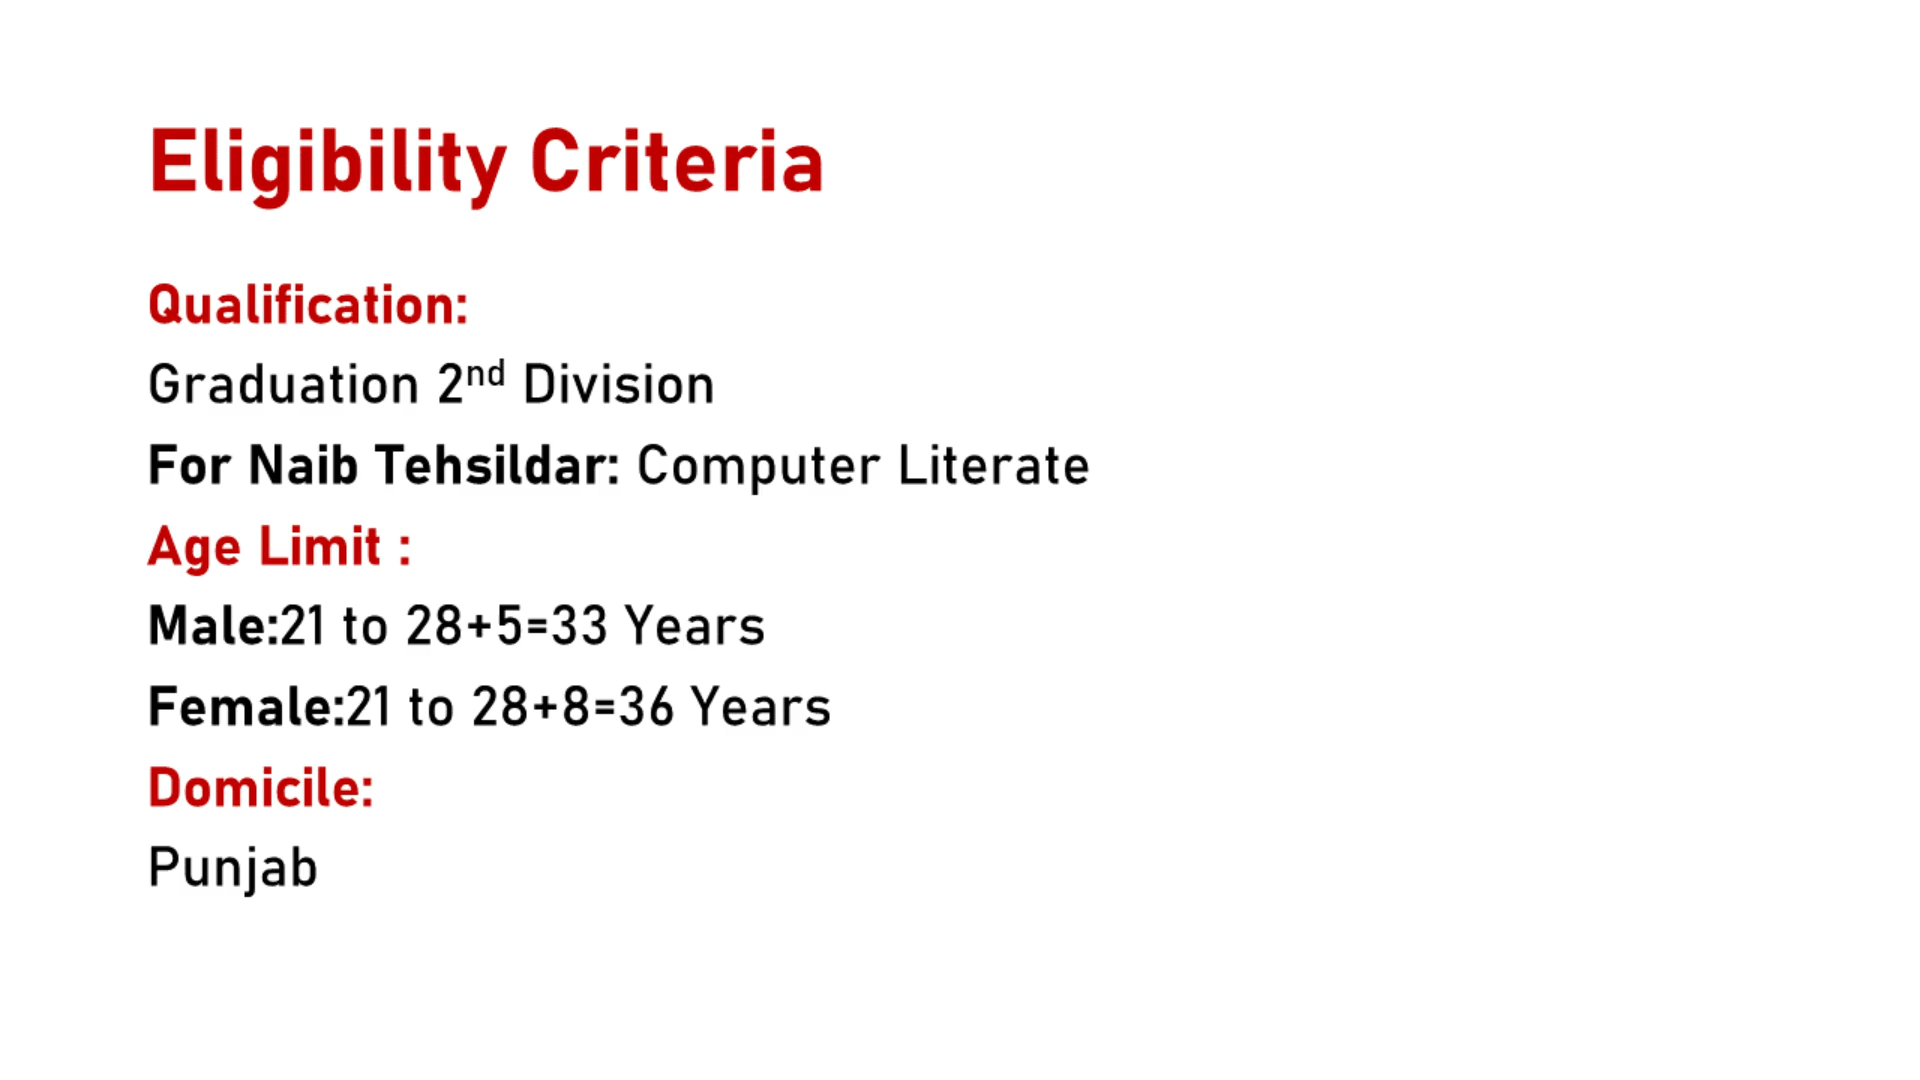 Eligibility Criteria
Qualification:
Graduation 2nd Division
For Naib Tehsildar: Computer Literate
Age Limit :
Male:21 to 28+5=33 Years
Female:21 to 28+8=36 Years
Domicile:
Punjab